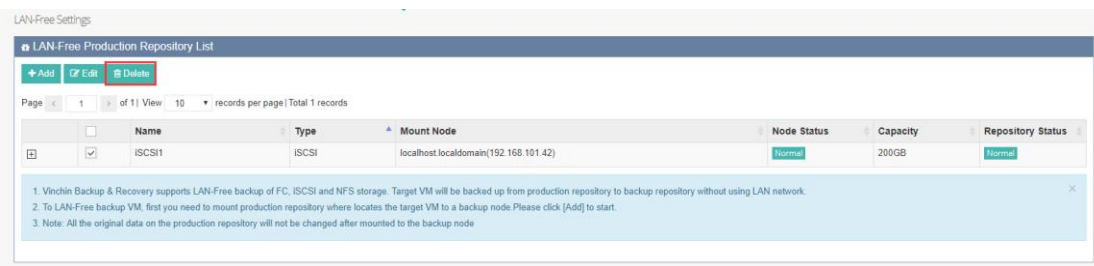 LAN-Free Settings
LAN-Free Production Repository List
Add Edit Delete
Page 1 of 1 | View 10 records per page | Total 1 records
Name Type Mount Node Node Status Capacity Repository Status
iSCSI1 iSCSI localhost.localdomain(192.168.101.42) Normal 200GB Normal
1. Vinchin Backup & Recovery supports LAN-Free backup of FC, iSCSI and NFS storage. Target VM will be backed up from production repository to backup repository without using LAN network.
2. To LAN-Free backup VM, first you need to mount production repository where locates the target VM to a backup node.Please click [Add] to start.
3. Note: All the original data on the production repository will not be changed after mounted to the backup node